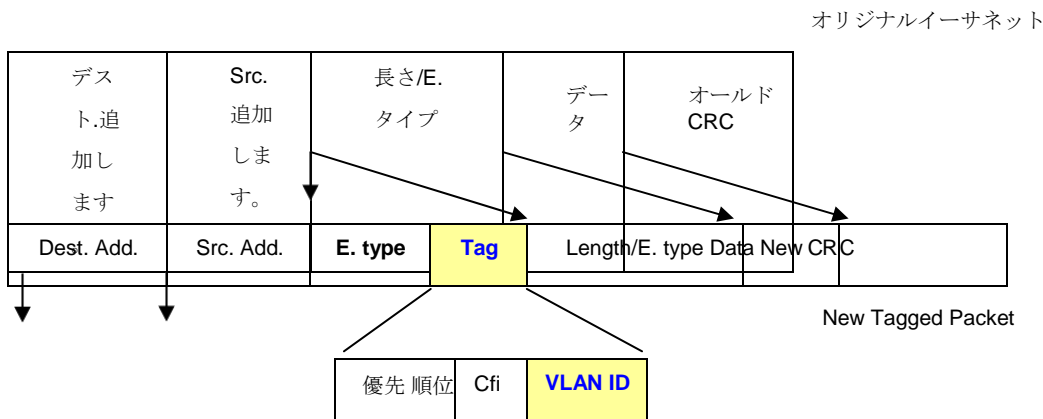 オリジナルイーサネット
デス
ト.追
加し
ます
Src.
追加
しま
す。
長さ/E.
タイプ
デー
タ
オールド
CRC
Dest. Add.
Src. Add.
E. type
Tag
Length/E. type Data New CRC
New Tagged Packet
優先 順位
Cfi
VLAN ID